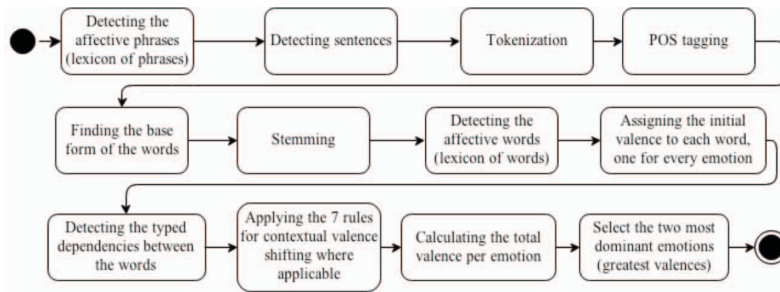 Detecting the
affective phrases
(lexicon of phrases)
Detecting sentences
Tokenization
POS tagging
Finding the base
form of the words
Stemming
Detecting the
affective words
(lexicon of words)
Assigning the initial
valence to each word,
one for every emotion
Detecting the typed
dependencies between
the words
Applying the 7 rules
for contextual valence
shifting where
applicable
Calculating the total
valence per emotion
Select the two most
dominant emotions
(greatest valences)